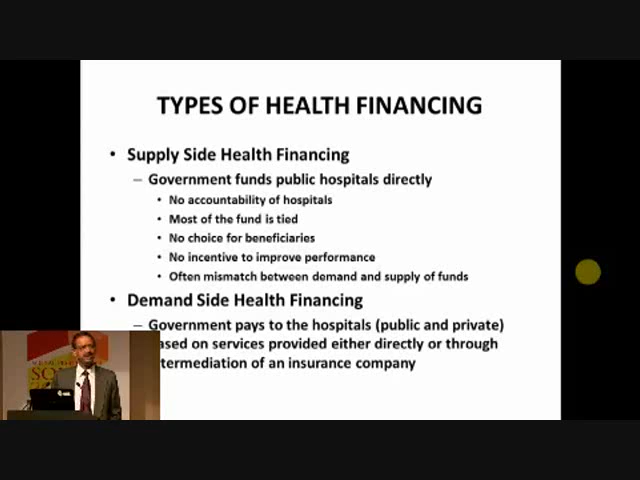 TYPES OF HEALTH FINANCING
• Supply Side Health Financing
– Government funds public hospitals directly
• No accountability of hospitals
• Most of the fund is tied
• No choice for beneficiaries
• No incentive to improve performance
• Often mismatch between demand and supply of funds
• Demand Side Health Financing
– Government pays to the hospitals (public and private)
ased on services provided either directly or through
termediation of an insurance company